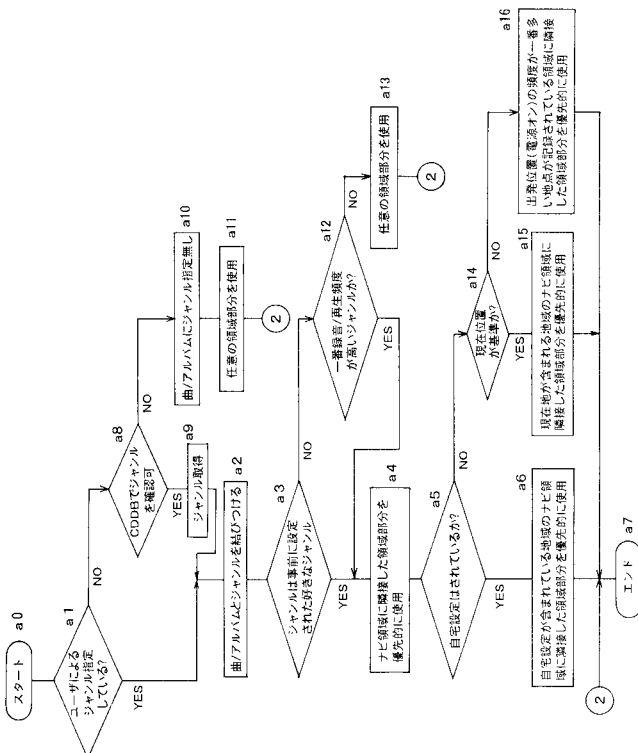 スタート
a0
ユーザによる
ジャンル指定
している?
a1
YES
NO
CDDBでジャンル
を確認可
a8
YES
NO
ジャンル取得
a9
曲/アルバムにジャンル指定無し
a10
任意の領域部分を使用
a11
2
曲/アルバムとジャンルを結びつける
a2
ジャンルは事前に設定
された好きなジャンル
a3
YES
NO
一番録音/再生頻度
が高いジャンルか?
a12
YES
NO
任意の領域部分を使用
a13
2
ナビ領域に隣接した領域部分を
優先的に使用
a4
自宅設定はされているか?
a5
YES
NO
自宅設定が含まれている地域のナビ領
域に隣接した領域部分を優先的に使用
a6
現在位置
が基準か?
a14
YES
NO
現在地が含まれる地域のナビ領域に
隣接した領域部分を優先的に使用
a15
出発位置(電源オン)の頻度が一番多
い地点が記録されている領域に隣接
した領域部分を優先的に使用
a16
2
エンド
a7